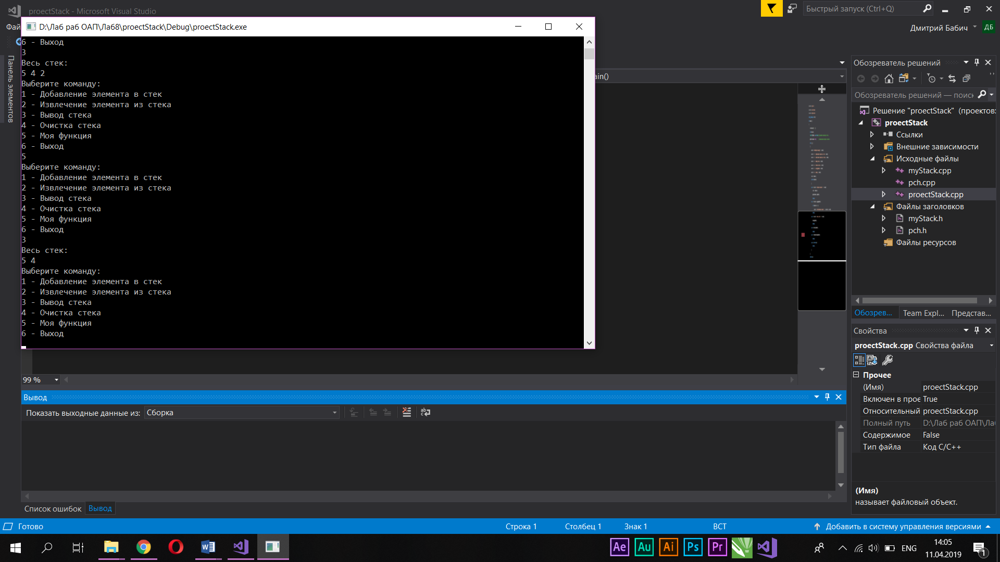 proectStack - Microsoft Visual Studio
Быстрый запуск (Ctrl+Q)
Фай
Дмитрий Бабич
ДБ
D:\Лаб раб ОАП\Ла68\proectStack\Debug\proectStack.exe
6 - Выход
3
Весь стек:
5 4 2
Выберите команду:
1 - Добавление элемента в стек
2 - Извлечение элемента из стека
3 - Вывод стека
4 - Очистка стека
5 - Моя функция
6 - Выход
5
Выберите команду:
1 - Добавление элемента в стек
2 - Извлечение элемента из стека
3 - Вывод стека
4 - Очистка стека
5 - Моя функция
6 - Выход
3
Весь стек:
5 4
Выберите команду:
1 - Добавление элемента в стек
2 - Извлечение элемента из стека
3 - Вывод стека
4 - Очистка стека
5 - Моя функция
6 - Выход
Панель элементов
ain()
99 %
Вывод
Показать выходные данные из: Сборка
Список ошибок
Вывод
Обозреватель решений
Обозреватель решений — поиск
Решение "proectStack" (проектов:
proectStack
Ссылки
Внешние зависимости
Исходные файлы
myStack.cpp
pch.cpp
proectStack.cpp
Файлы заголовков
myStack.h
pch.h
Файлы ресурсов
Обозрев... Team Expl... Представ...
Свойства
proectStack.cpp Свойства файла
Прочее
(Имя) proectStack.cpp
Включен в прое True
Относительный proectStack.cpp
Полный путь D:\Лаб раб ОАП\Ла
Содержимое False
Тип файла Код C/C++
(Имя)
называет файловый объект.
Готово
Строка 1
Столбец 1
Знак 1
ВСТ
Добавить в систему управления версиями
Ae
Au
Ai
Ps
Pr
ENG
14:05
11.04.2019
1